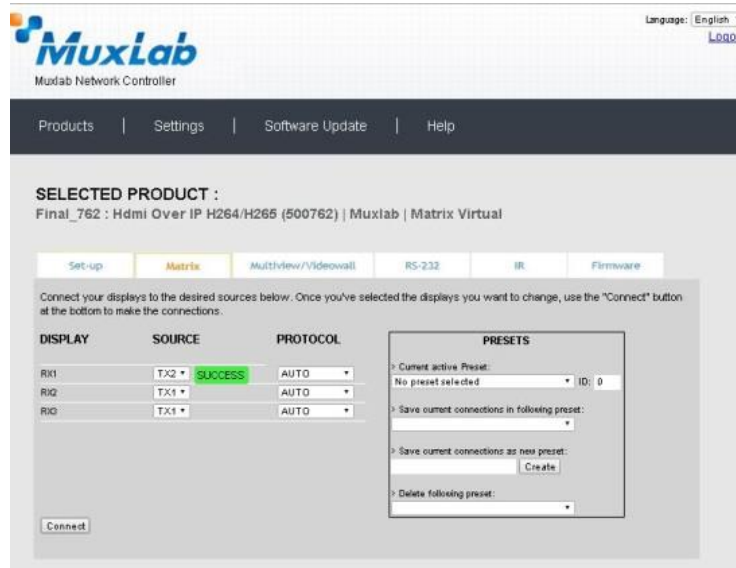 Language: English
Logo
MuxLab
Muxlab Network Controller
Products | Settings | Software Update | Help
SELECTED PRODUCT :
Final_762 : Hdmi Over IP H264/H265 (500762) | Muxlab | Matrix Virtual
Set-up Matrix Multiview/Videowall RS-232 IR Firmware
Connect your displays to the desired sources below. Once you've selected the displays you want to change, use the "Connect" button
at the bottom to make the connections.
DISPLAY SOURCE PROTOCOL
RX1 TX2 SUCCESS AUTO
RX2 TX1 AUTO
RX3 TX1 AUTO
PRESETS
> Current active Preset:
No preset selected ID: 0
> Save current connections in following preset:
> Save current connections as new preset:
Create
> Delete following preset:
Connect